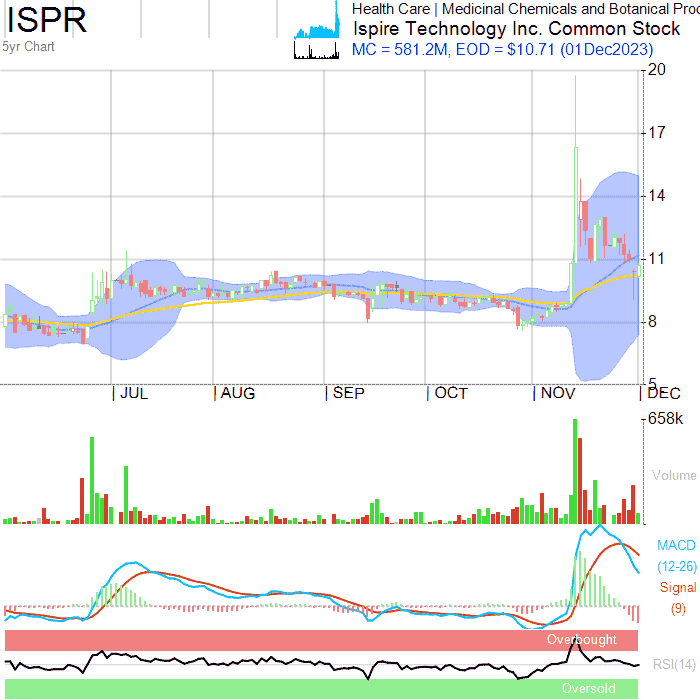 ISPR
5yr Chart
Health Care | Medicinal Chemicals and Botanical Proc
Ispire Technology Inc. Common Stock
MC = 581.2M, EOD = $10.71 (01Dec2023)
20
17
14
11
8
5
| JUL | AUG | SEP | OCT | NOV | DEC
658k
Volume
MACD
(12-26)
Signal
(9)
Overbought
RSI(14)
Oversold